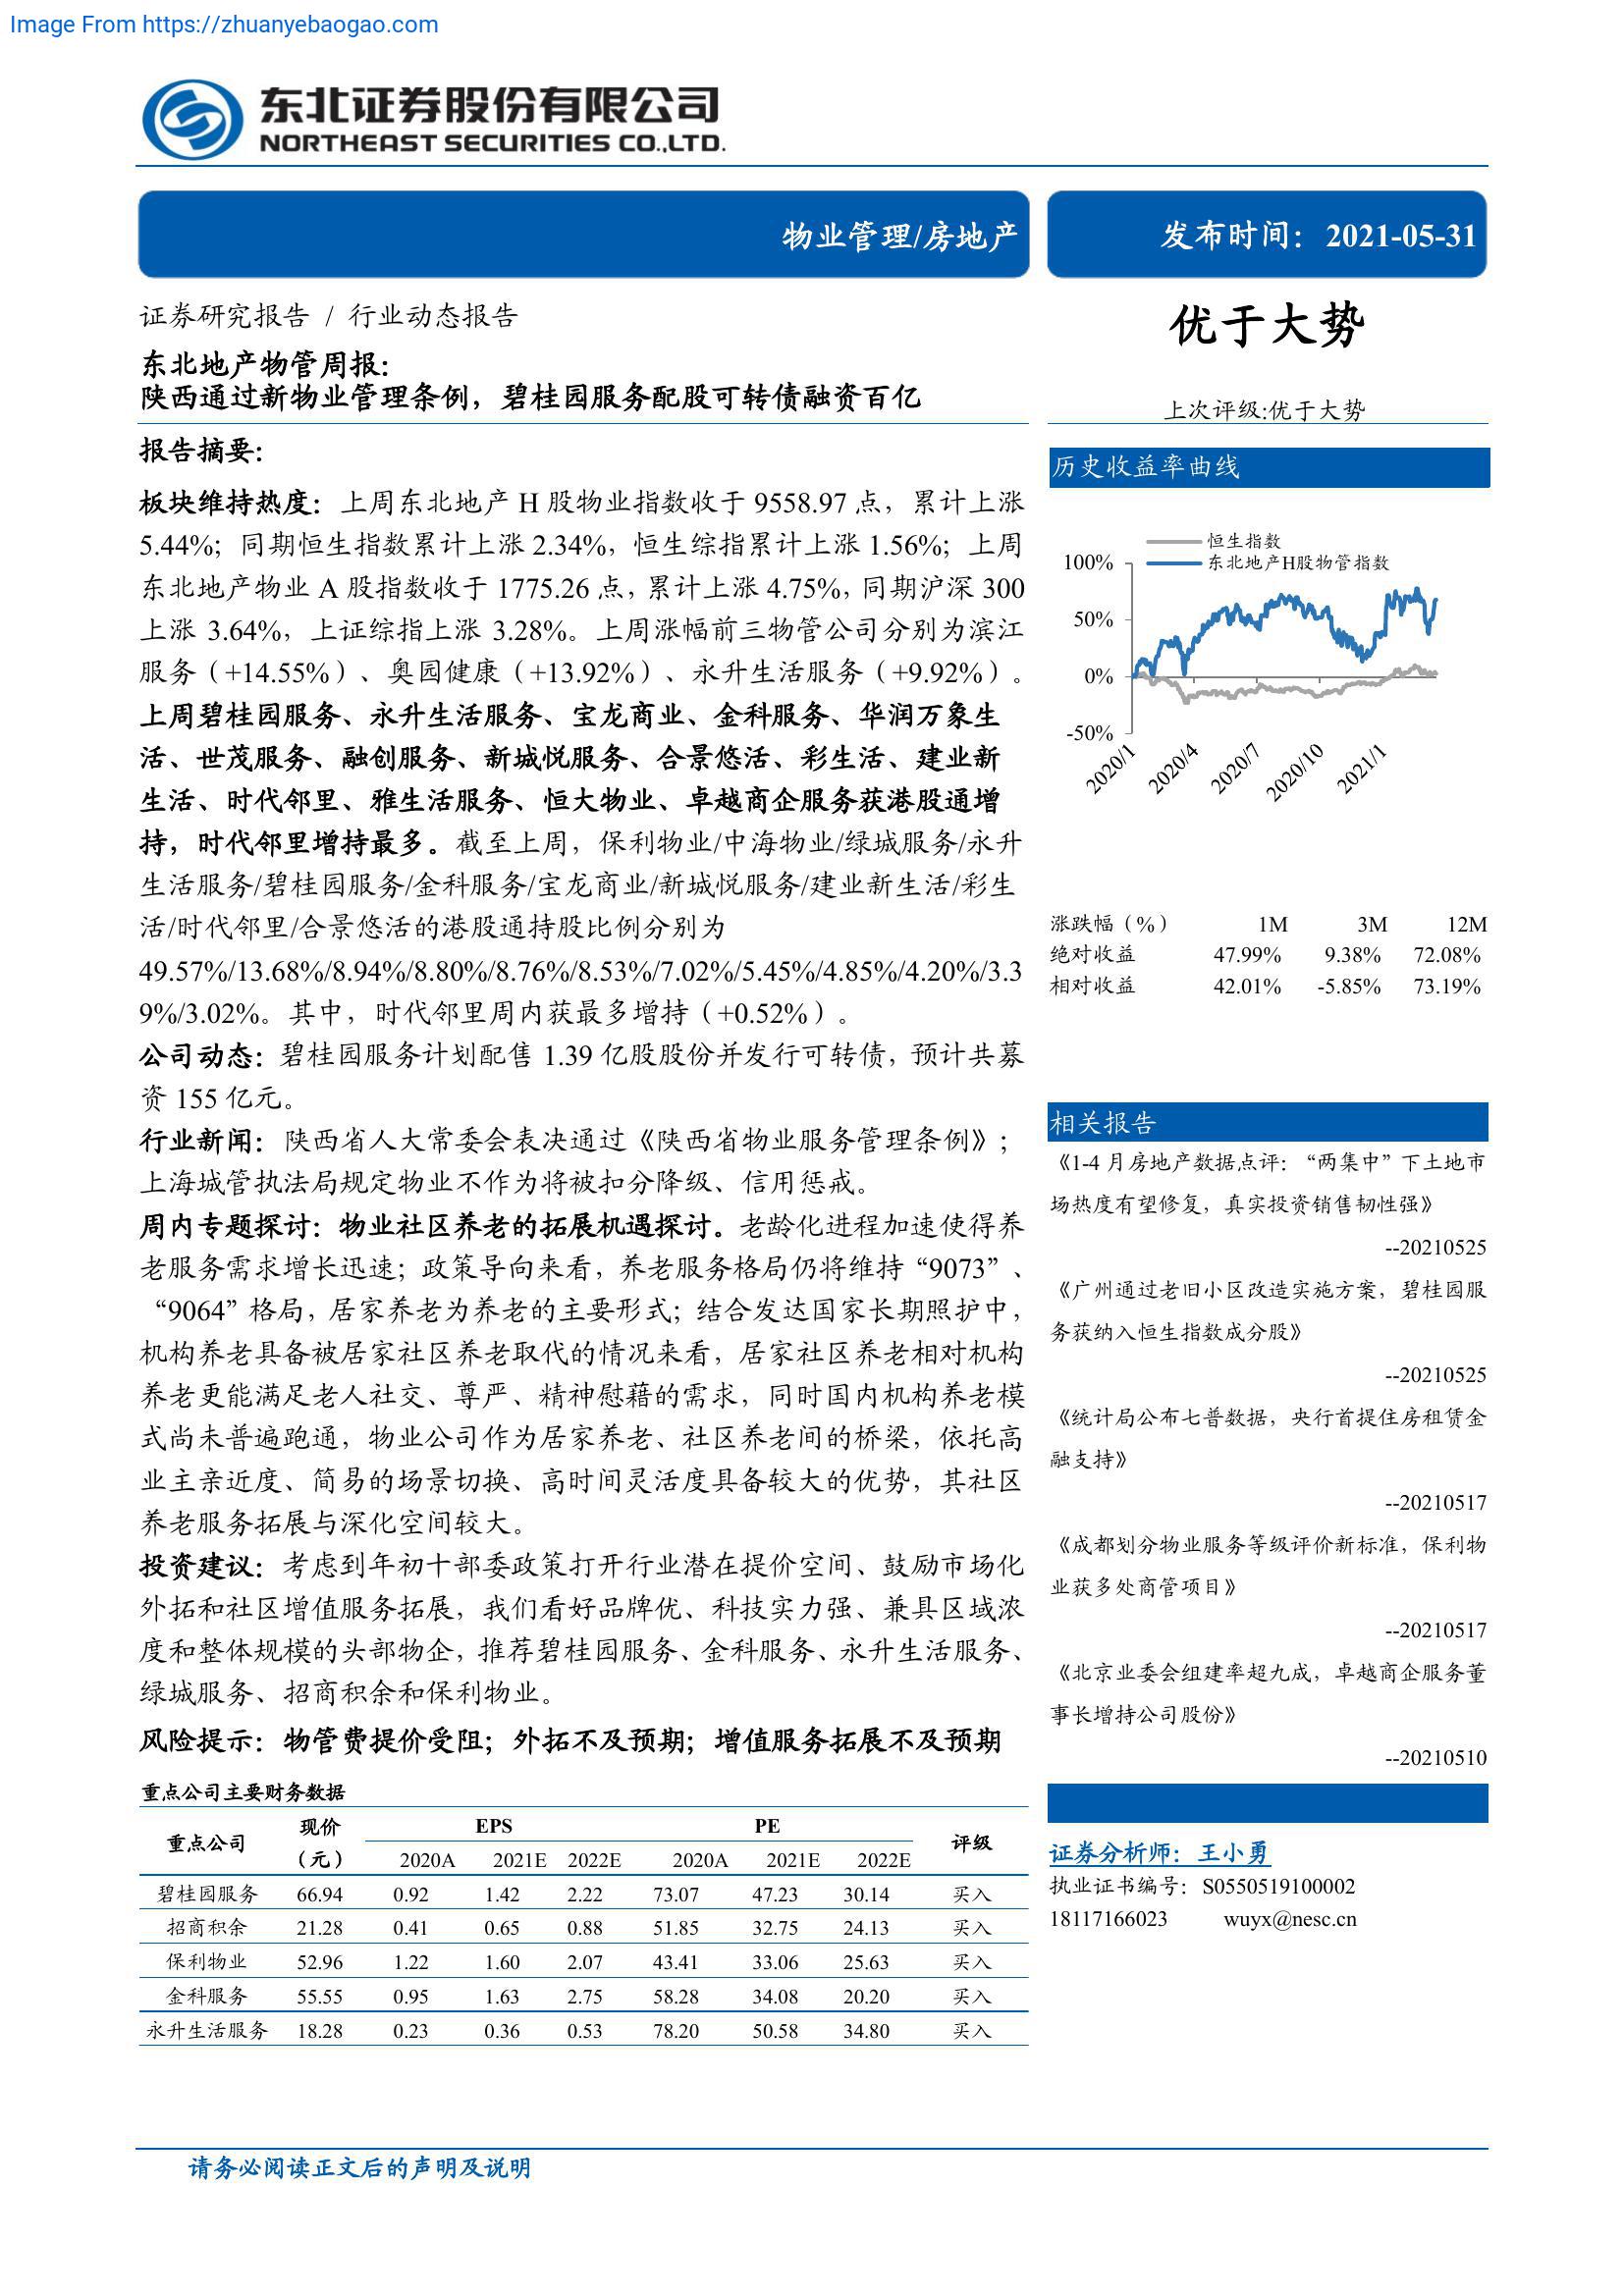 Image From https://zhuanyebaogao.com
东北证券股份有限公司
NORTHEAST SECURITIES CO.,LTD.
物业管理/房地产
发布时间：2021-05-31
证券研究报告 / 行业动态报告
东北地产物管周报：
陕西通过新物业管理条例，碧桂园服务配股可转债融资百亿
报告摘要：
板块维持热度：上周东北地产 H 股物业指数收于 9558.97 点，累计上涨
5.44%；同期恒生指数累计上涨 2.34%，恒生综指累计上涨 1.56%；上周
东北地产物业 A 股指数收于 1775.26 点，累计上涨 4.75%，同期沪深 300
上涨 3.64%，上证综指上涨 3.28%。上周涨幅前三物管公司分别为滨江
服务（+14.55%）、奥园健康（+13.92%）、永升生活服务（+9.92%）。
上周碧桂园服务、永升生活服务、宝龙商业、金科服务、华润万象生
活、世茂服务、融创服务、新城悦服务、合景悠活、彩生活、建业新
生活、时代邻里、雅生活服务、恒大物业、卓越商企服务获港股通增
持，时代邻里增持最多。截至上周，保利物业/中海物业/绿城服务/永升
生活服务/碧桂园服务/金科服务/宝龙商业/新城悦服务/建业新生活/彩生
活/时代邻里/合景悠活的港股通持股比例分别为
49.57%/13.68%/8.94%/8.80%/8.76%/8.53%/7.02%/5.45%/4.85%/4.20%/3.3
9%/3.02%。其中，时代邻里周内获最多增持（+0.52%）。
公司动态：碧桂园服务计划配售 1.39 亿股股份并发行可转债，预计共募
资 155 亿元。
行业新闻：陕西省人大常委会表决通过《陕西省物业服务管理条例》；
上海城管执法局规定物业不作为将被扣分降级、信用惩戒。
周内专题探讨：物业社区养老的拓展机遇探讨。老龄化进程加速使得养
老服务需求增长迅速；政策导向来看，养老服务格局仍将维持“9073”、
“9064”格局，居家养老为养老的主要形式；结合发达国家长期照护中，
机构养老具备被居家社区养老取代的情况来看，居家社区养老相对机构
养老更能满足老人社交、尊严、精神慰藉的需求，同时国内机构养老模
式尚未普遍跑通，物业公司作为居家养老、社区养老间的桥梁，依托高
业主亲近度、简易的场景切换、高时间灵活度具备较大的优势，其社区
养老服务拓展与深化空间较大。
投资建议：考虑到年初十部委政策打开行业潜在提价空间、鼓励市场化
外拓和社区增值服务拓展，我们看好品牌优、科技实力强、兼具区域浓
度和整体规模的头部物企，推荐碧桂园服务、金科服务、永升生活服务、
绿城服务、招商积余和保利物业。
风险提示：物管费提价受阻；外拓不及预期；增值服务拓展不及预期
重点公司主要财务数据
重点公司 现价（元） EPS PE 评级
2020A 2021E 2022E 2020A 2021E 2022E
碧桂园服务 66.94 0.92 1.42 2.22 73.07 47.23 30.14 买入
招商积余 21.28 0.41 0.65 0.88 51.85 32.75 24.13 买入
保利物业 52.96 1.22 1.60 2.07 43.41 33.06 25.63 买入
金科服务 55.55 0.95 1.63 2.75 58.28 34.08 20.20 买入
永升生活服务 18.28 0.23 0.36 0.53 78.20 50.58 34.80 买入
优于大势
上次评级:优于大势
历史收益率曲线
恒生指数
东北地产H股物管指数
100%
50%
0%
-50%
2020/1 2020/4 2020/7 2020/10 2021/1
涨跌幅（%） 1M 3M 12M
绝对收益 47.99% 9.38% 72.08%
相对收益 42.01% -5.85% 73.19%
相关报告
《1-4 月房地产数据点评：“两集中”下土地市
场热度有望修复，真实投资销售韧性强》
--20210525
《广州通过老旧小区改造实施方案，碧桂园服
务获纳入恒生指数成分股》
--20210525
《统计局公布七普数据，央行首提住房租赁金
融支持》
--20210517
《成都划分物业服务等级评价新标准，保利物
业获多处商管项目》
--20210517
《北京业委会组建率超九成，卓越商企服务董
事长增持公司股份》
--20210510
证券分析师：王小勇
执业证书编号：S0550519100002
18117166023 wuyx@nesc.cn
请务必阅读正文后的声明及说明